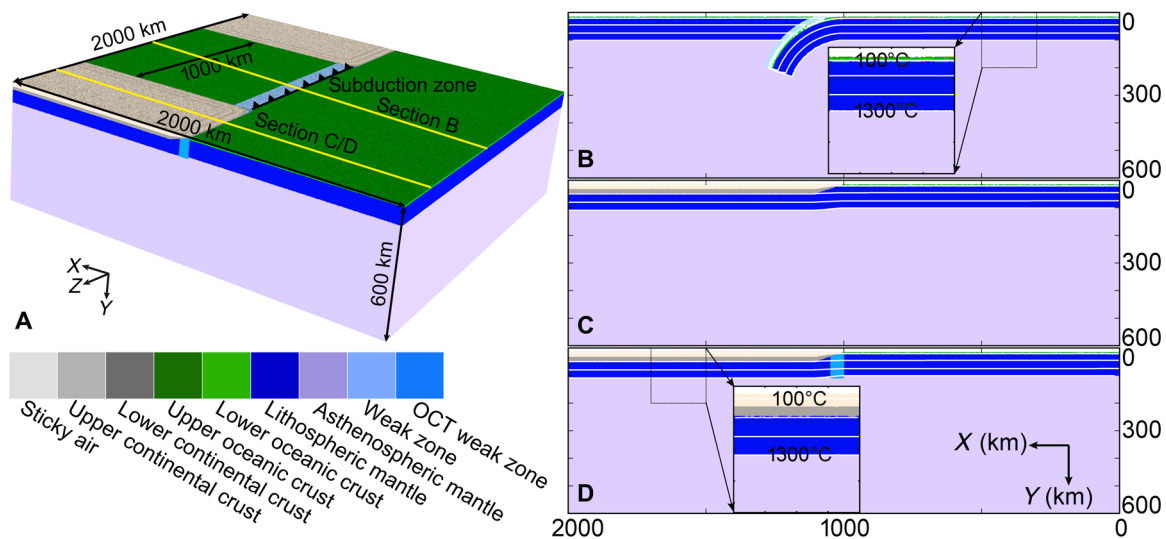 2000 km
1000 km
Subduction zone
Section B
Section C/D
2000 km
600 km
X
Z
Y
A
Sticky air
Upper continental crust
Lower continental crust
Upper oceanic crust
Lower oceanic crust
Lithospheric mantle
Asthenospheric mantle
Weak zone
OCT weak zone
0
100°C
1300°C
300
B
600
0
300
C
600
0
100°C
300
1300°C
X (km)
Y (km)
D
600
2000
1000
0